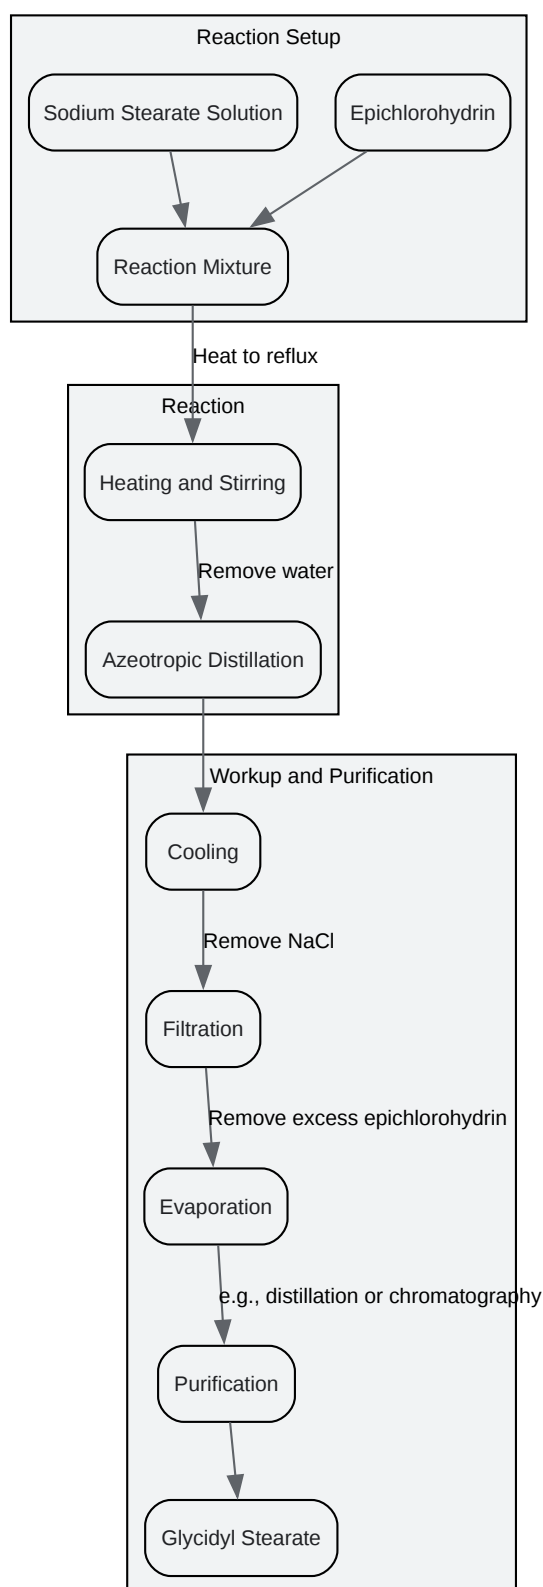 Reaction Setup
Sodium Stearate Solution
Epichlorohydrin
Reaction Mixture
Heat to reflux
Reaction
Heating and Stirring
Remove water
Azeotropic Distillation
Workup and Purification
Cooling
Remove NaCl
Filtration
Remove excess epichlorohydrin
Evaporation
e.g., distillation or chromatography
Purification
Glycidyl Stearate